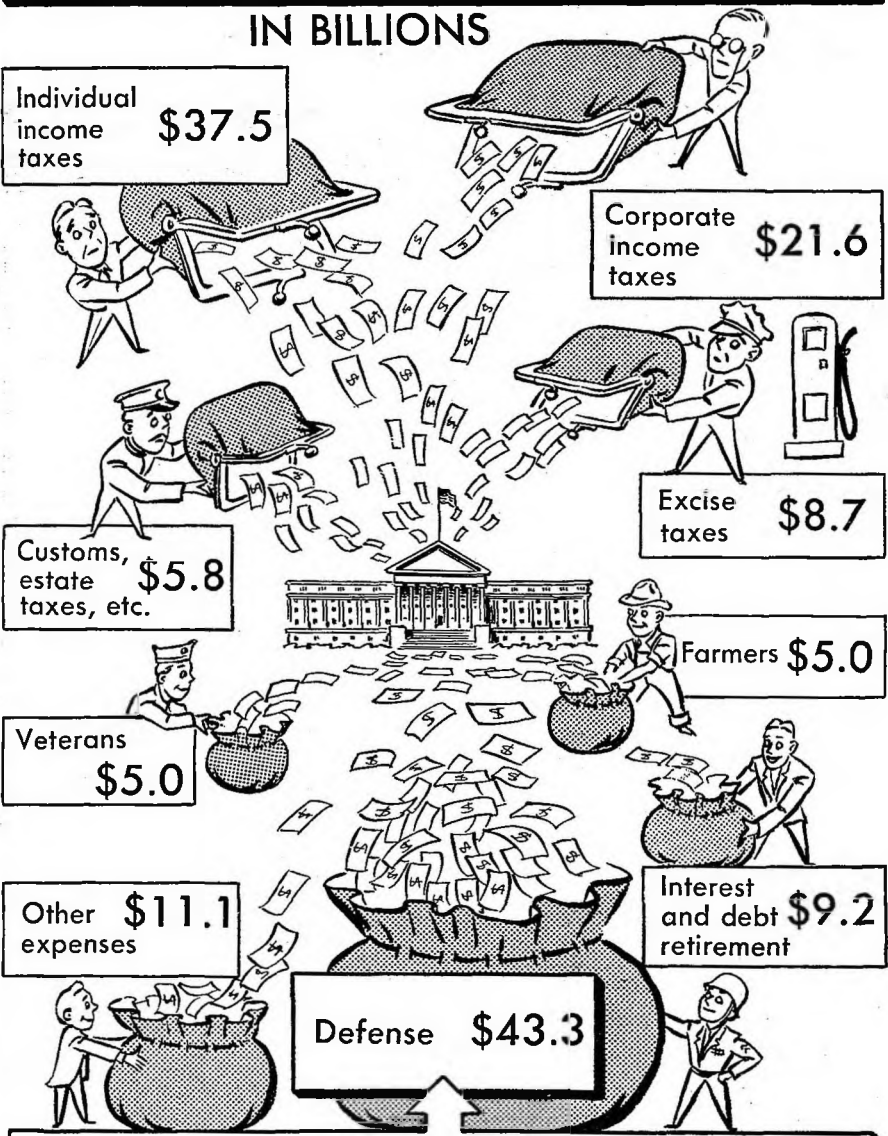 IN BILLIONS
Individual
income $37.5
taxes
Corporate
income $21.6
taxes
Excise
taxes $8.7
Customs,
estate $5.8
taxes, etc.
Farmers $5.0
Veterans
$5.0
Interest
and debt $9.2
retirement
Other $11.1
expenses
Defense $43.3